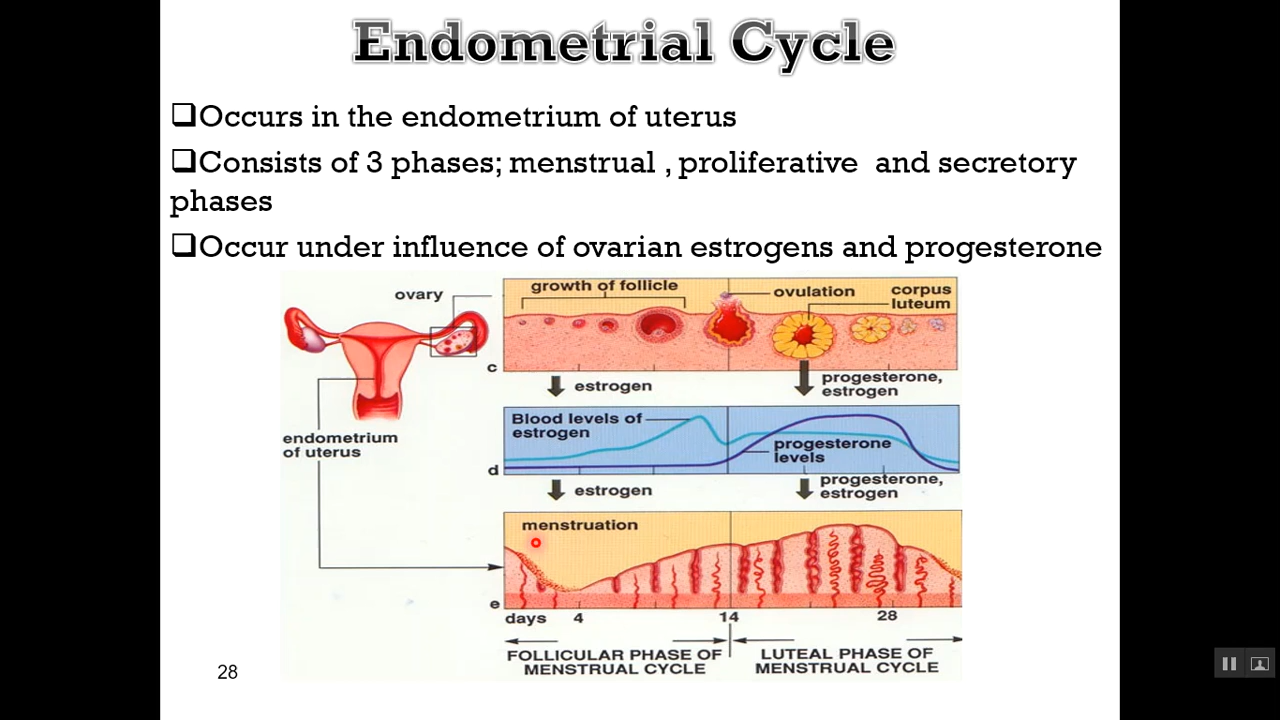 Endometrial Cycle
❑Occurs in the endometrium of uterus
❑Consists of 3 phases; menstrual , proliferative  and secretory
phases
❑Occur under influence of ovarian estrogens and progesterone
ovary
growth of follicle
ovulation
corpus
luteum
c
estrogen
progesterone,
estrogen
Blood levels of
estrogen
progesterone
levels
endometrium
of uterus
d
estrogen
progesterone,
estrogen
menstruation
e
days 4 14 28
FOLLICULAR PHASE OF
MENSTRUAL CYCLE
LUTEAL PHASE OF
MENSTRUAL CYCLE
28